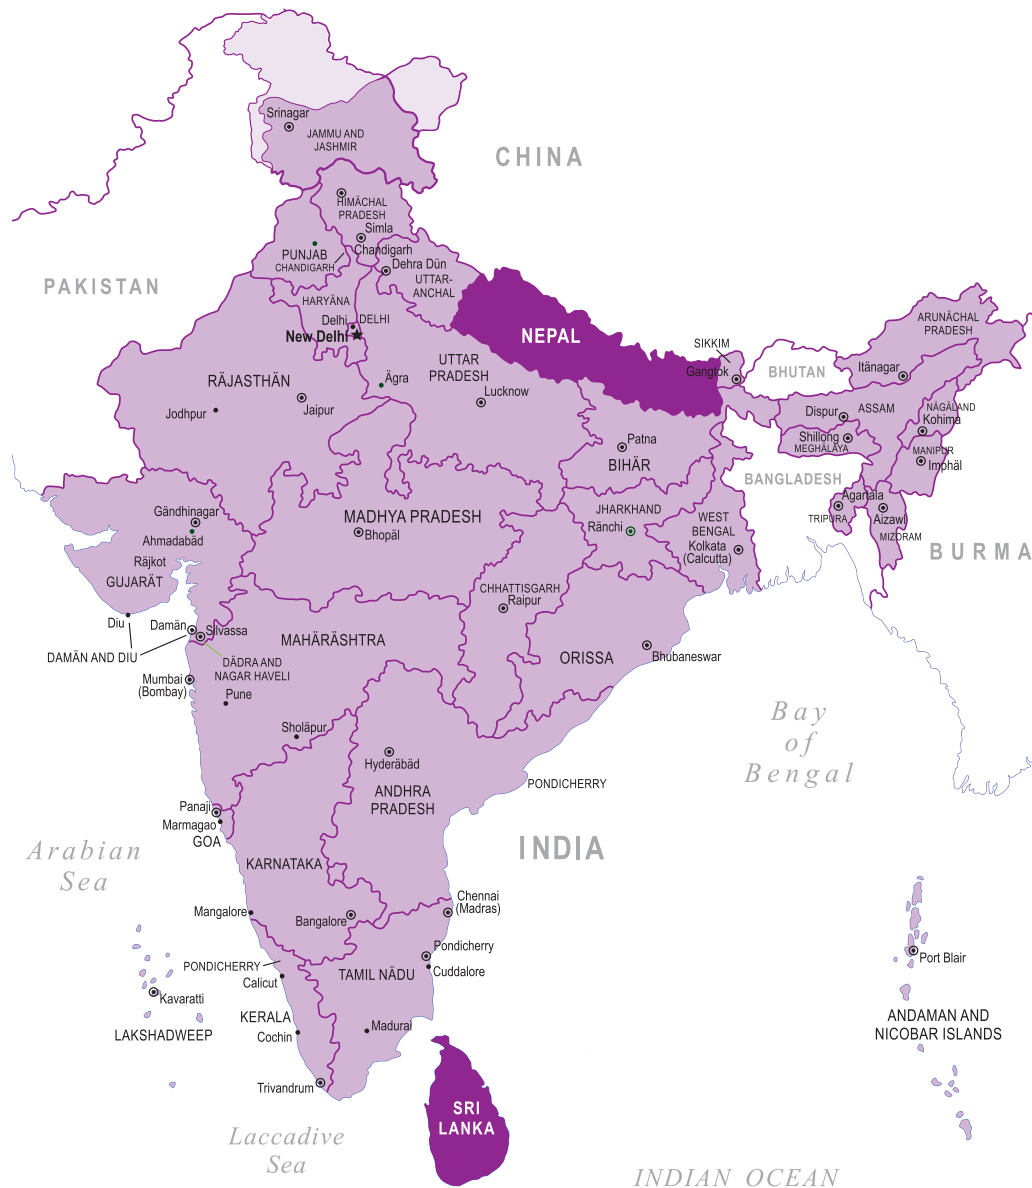 Srinagar
JAMMU AND
JASHMIR
CHINA
HIMĀCHAL
PRADESH
Simla
PUNJAB
CHANDIGARH
Chandigarh
Dehra Dün
UTTAR-
ANCHAL
PAKISTAN
HARYĀNA
Delhi
DELHI
New Delhi
NEPAL
ARUNĀCHAL
PRADESH
SIKKIM
Gangtok
BHUTAN
Itānagar
RĀJASTHĀN
UTTAR
PRADESH
Āgra
Lucknow
Jodhpur
Jaipur
Dispur
ASSAM
NĀGĀLAND
Kohima
Shillong
MEGHĀLAYA
MANIPUR
Imphāl
Patna
BIHĀR
BANGLADESH
Gāndhinagar
Ahmadabād
Rājkot
GUJARĀT
MADHYA PRADESH
Bhopāl
JHARKHAND
Rānchi
WEST
BENGAL
Kolkata
(Calcutta)
Agartala
TRIPURA
Aizawl
MIZORAM
BURMA
CHHATTISGARH
Raipur
Diu
Damān
Silvassa
DAMĀN AND DIU
DĀDRA AND
NAGAR HAVELI
MAHĀRĀSHTRA
ORISSA
Bhubaneswar
Mumbai
(Bombay)
Pune
Sholāpur
Bay
of
Bengal
Hyderābād
ANDHRA
PRADESH
PONDICHERRY
Panaji
Marmagao
GOA
Arabian
Sea
INDIA
KARNATAKA
Mangalore
Bangalore
Chennai
(Madras)
Pondicherry
Cuddalore
PONDICHERRY
Calicut
TAMIL NĀDU
Port Blair
Kavaratti
LAKSHADWEEP
KERALA
Cochin
Madurai
ANDAMAN AND
NICOBAR ISLANDS
Trivandrum
SRI
LANKA
Laccadive
Sea
INDIAN OCEAN